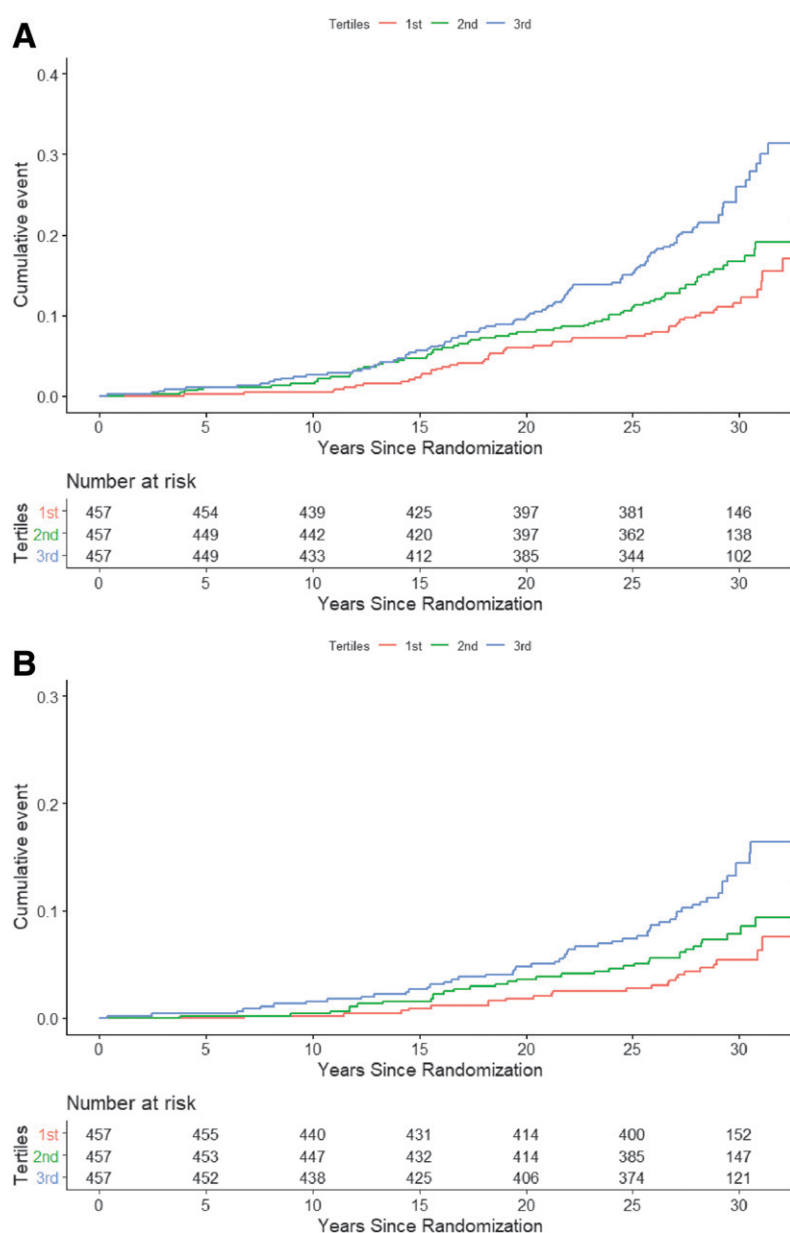 A
Tertiles 1st 2nd 3rd
0.4
0.3
0.2
0.1
0.0
Cumulative event
0 5 10 15 20 25 30
Years Since Randomization
Number at risk
Tertiles
1st 457 454 439 425 397 381 146
2nd 457 449 442 420 397 362 138
3rd 457 449 433 412 385 344 102
0 5 10 15 20 25 30
Years Since Randomization
B
Tertiles 1st 2nd 3rd
0.3
0.2
0.1
0.0
Cumulative event
0 5 10 15 20 25 30
Years Since Randomization
Number at risk
Tertiles
1st 457 455 440 431 414 400 152
2nd 457 453 447 432 414 385 147
3rd 457 452 438 425 406 374 121
0 5 10 15 20 25 30
Years Since Randomization